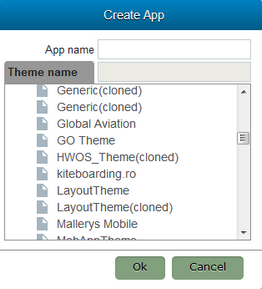 Create App
App name
Theme name
Generic(cloned)
Generic(cloned)
Global Aviation
GO Theme
HWOS_Theme(cloned)
kiteboarding.ro
LayoutTheme
LayoutTheme(cloned)
Mallerys Mobile
MobAppTheme
Ok Cancel